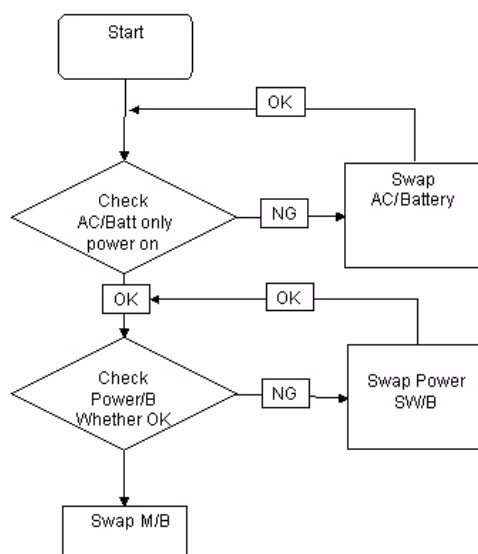 Start
OK
Check
AC/Batt only
power on
NG
Swap
AC/Battery
OK
OK
Check
Power/B
Whether OK
NG
Swap Power
SW/B
Swap M/B